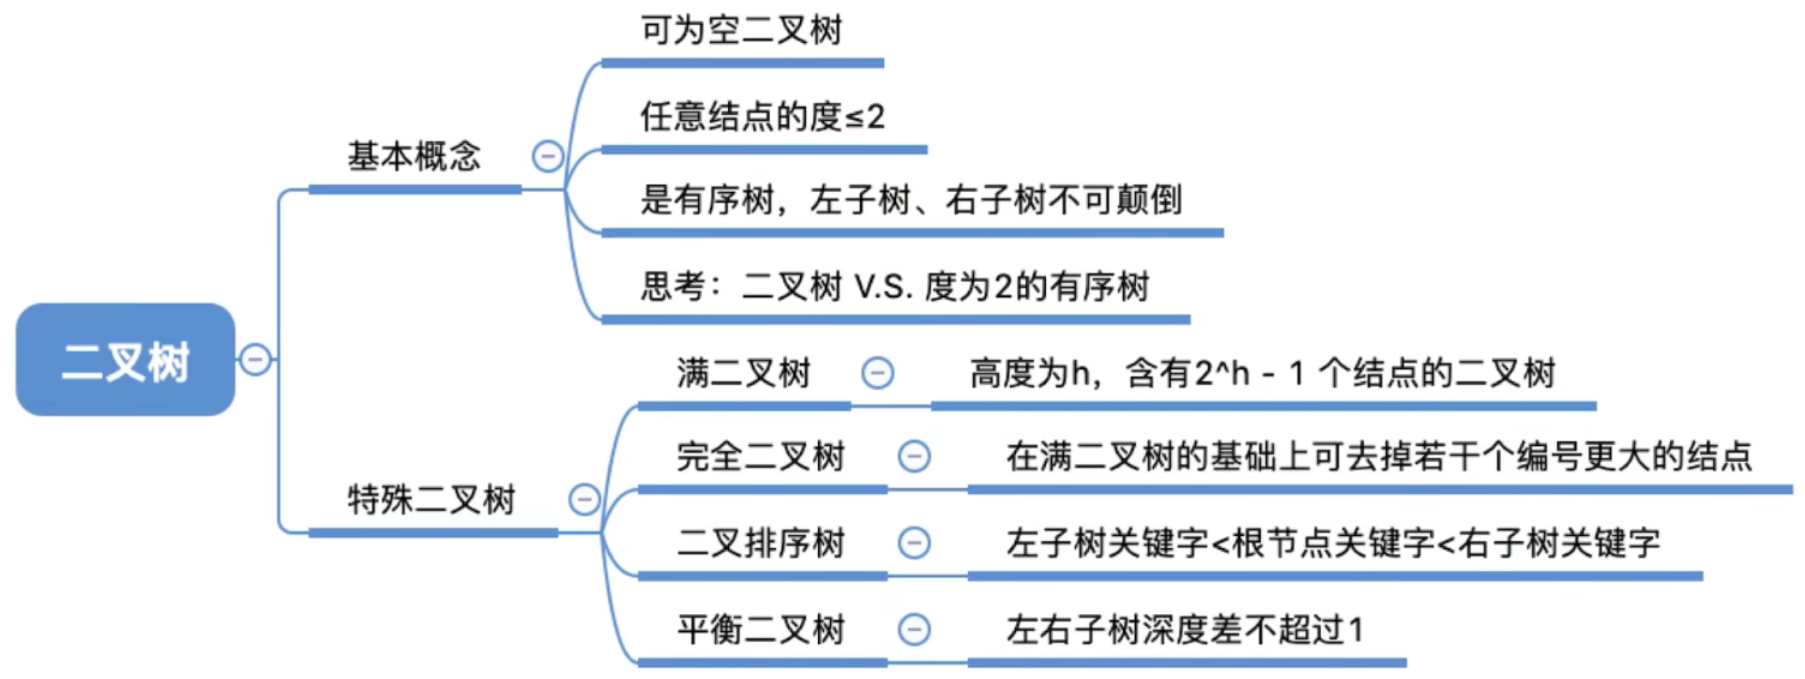 二叉树
基本概念
可为空二叉树
任意结点的度≤2
是有序树，左子树、右子树不可颠倒
思考：二叉树 V.S. 度为2的有序树
特殊二叉树
满二叉树
高度为h，含有2^h - 1 个结点的二叉树
完全二叉树
在满二叉树的基础上可去掉若干个编号更大的结点
二叉排序树
左子树关键字<根节点关键字<右子树关键字
平衡二叉树
左右子树深度差不超过1